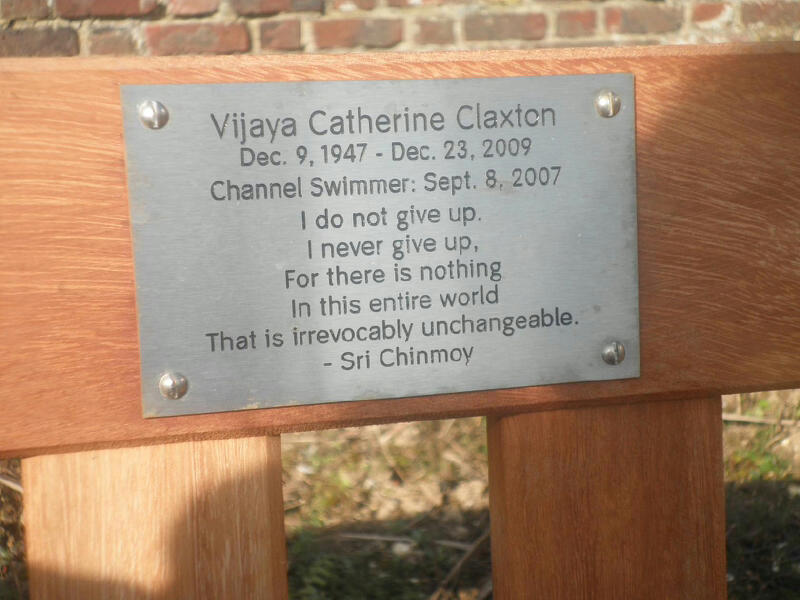 Vijaya Catherine Claxton
Dec. 9, 1947 - Dec. 23, 2009
Channel Swimmer: Sept. 8, 2007
I do not give up.
I never give up,
For there is nothing
In this entire world
That is irrevocably unchangeable.
- Sri Chinmoy